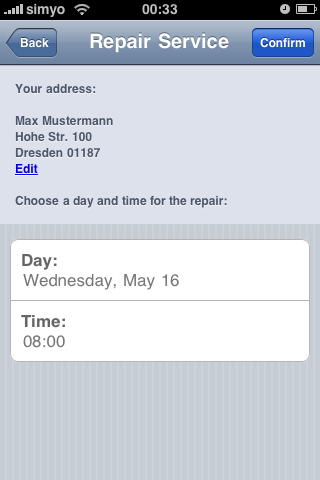 simyo 00:33
Back Repair Service Confirm
Your address:
Max Mustermann
Hohe Str. 100
Dresden 01187
Edit
Choose a day and time for the repair:
Day:
Wednesday, May 16
Time:
08:00